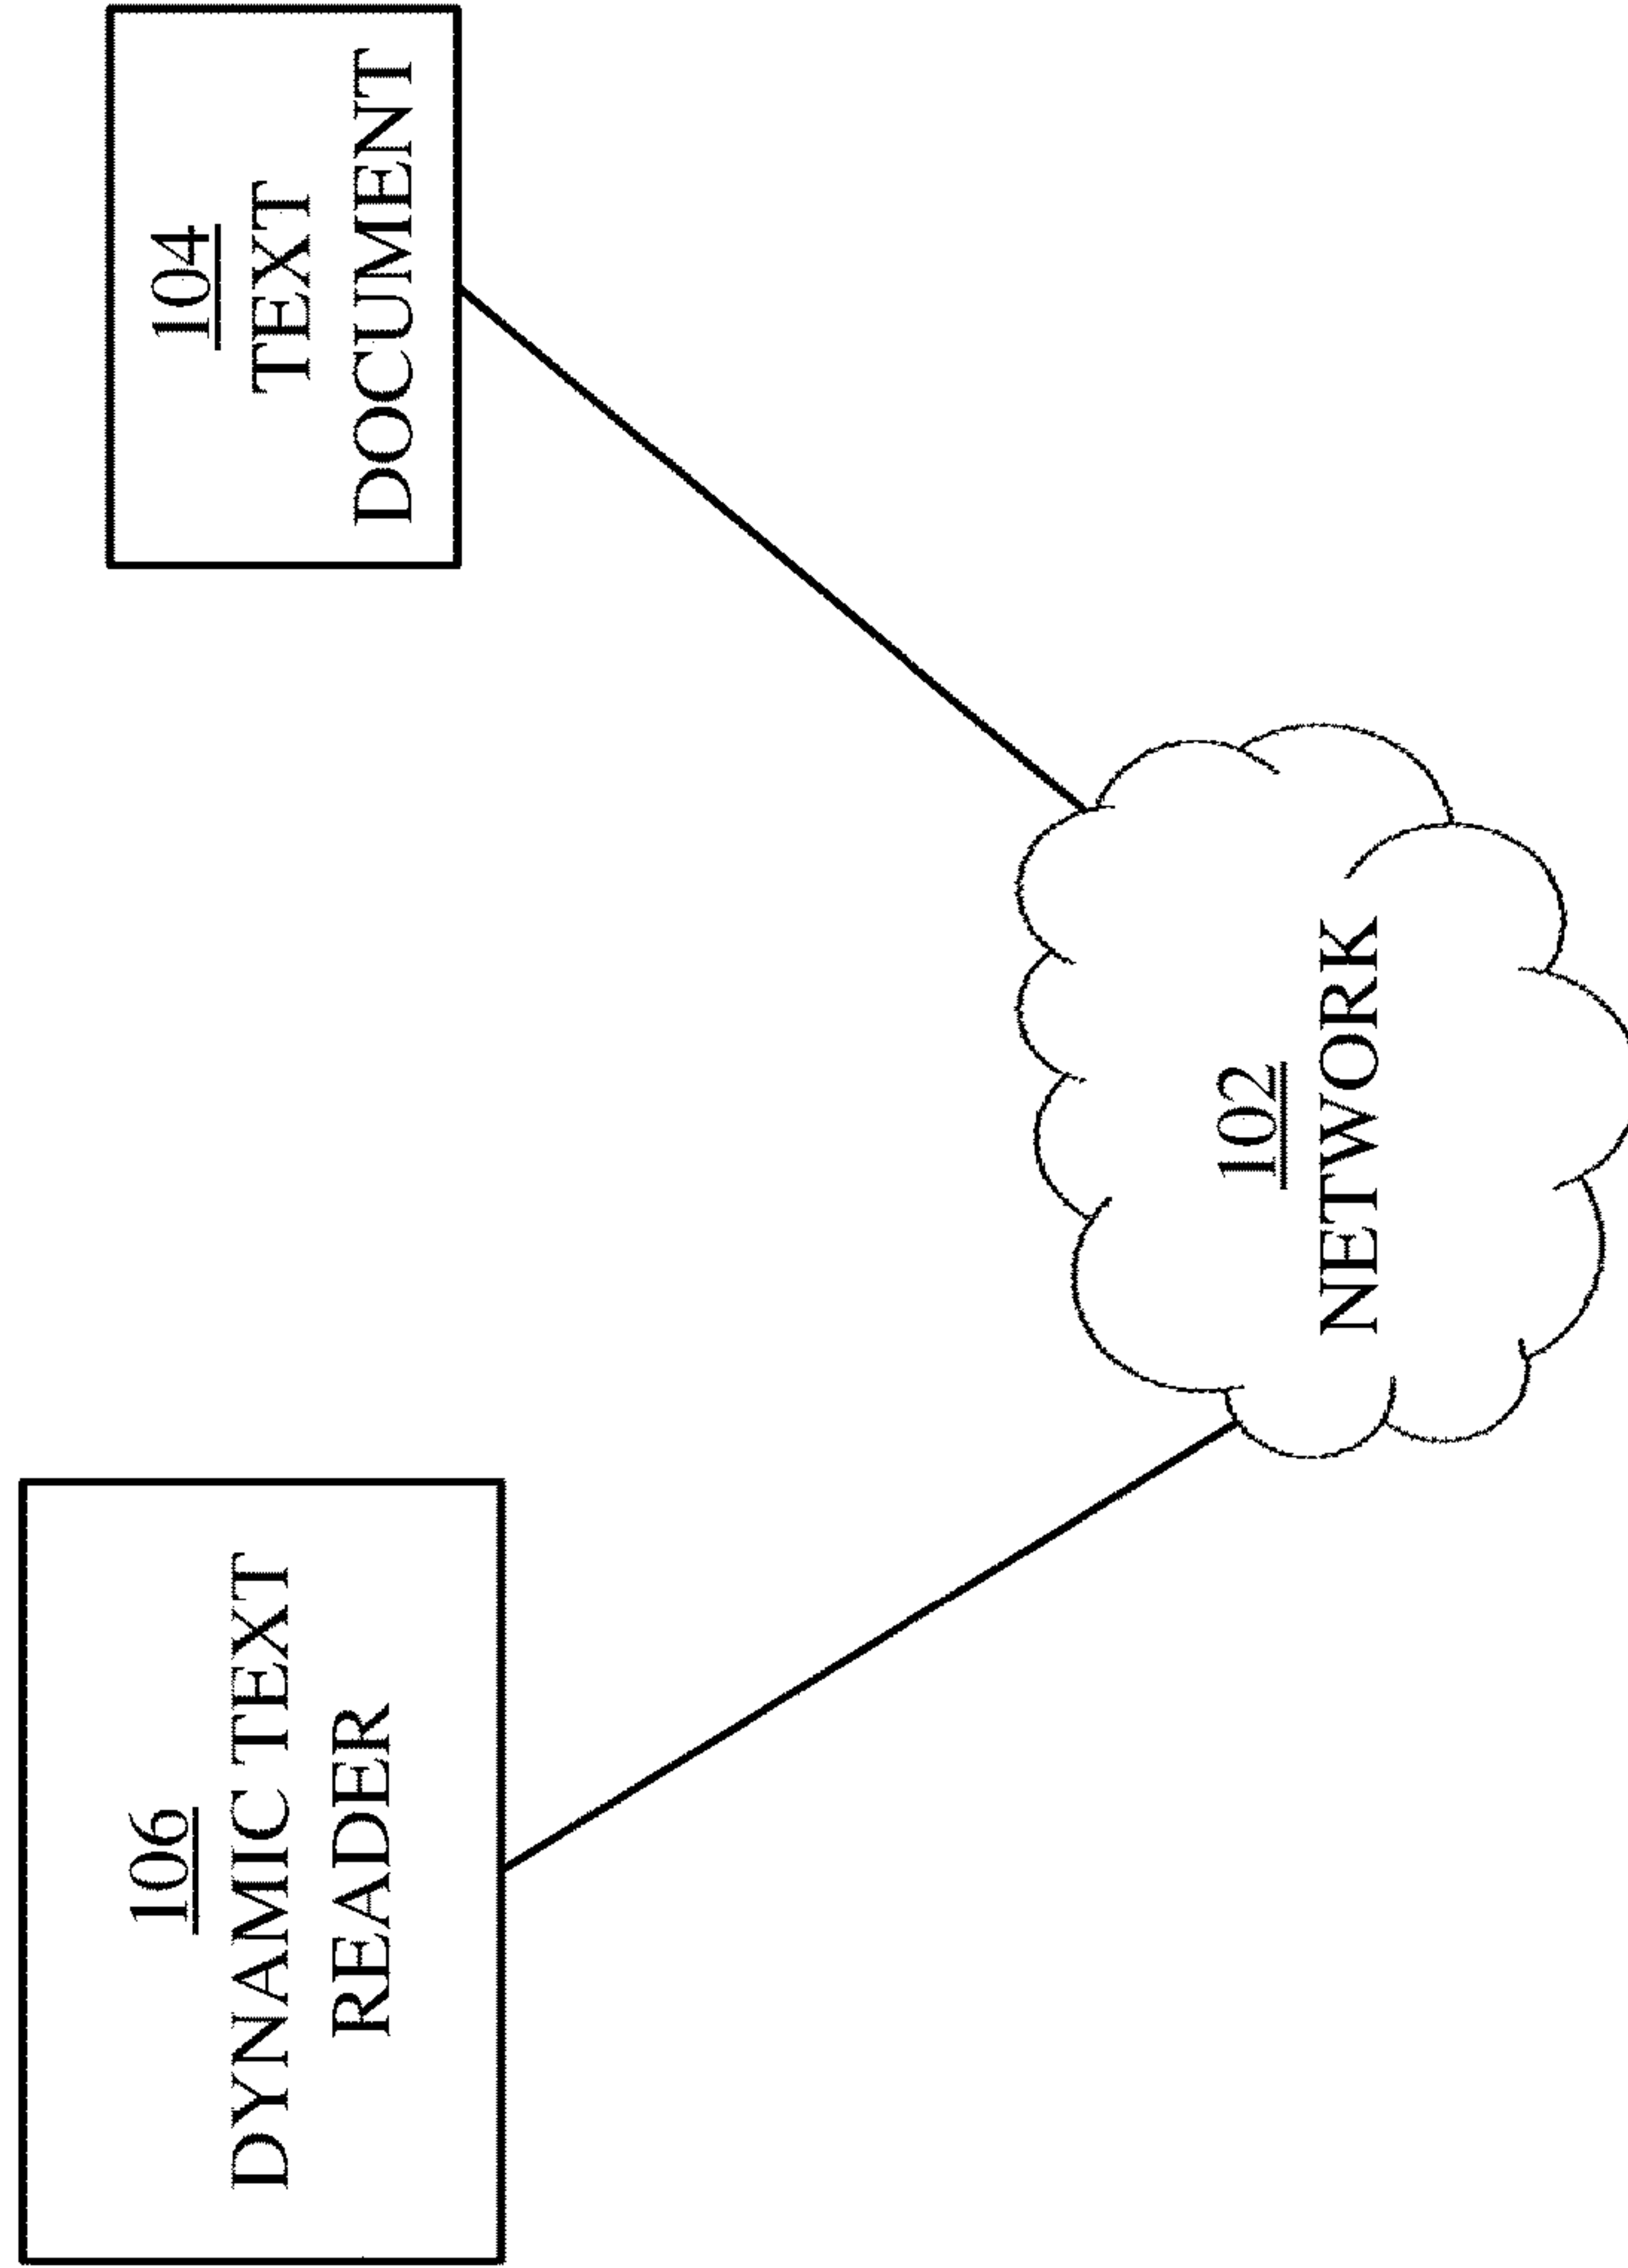 106
DYNAMIC TEXT
READER
104
TEXT
DOCUMENT
102
NETWORK